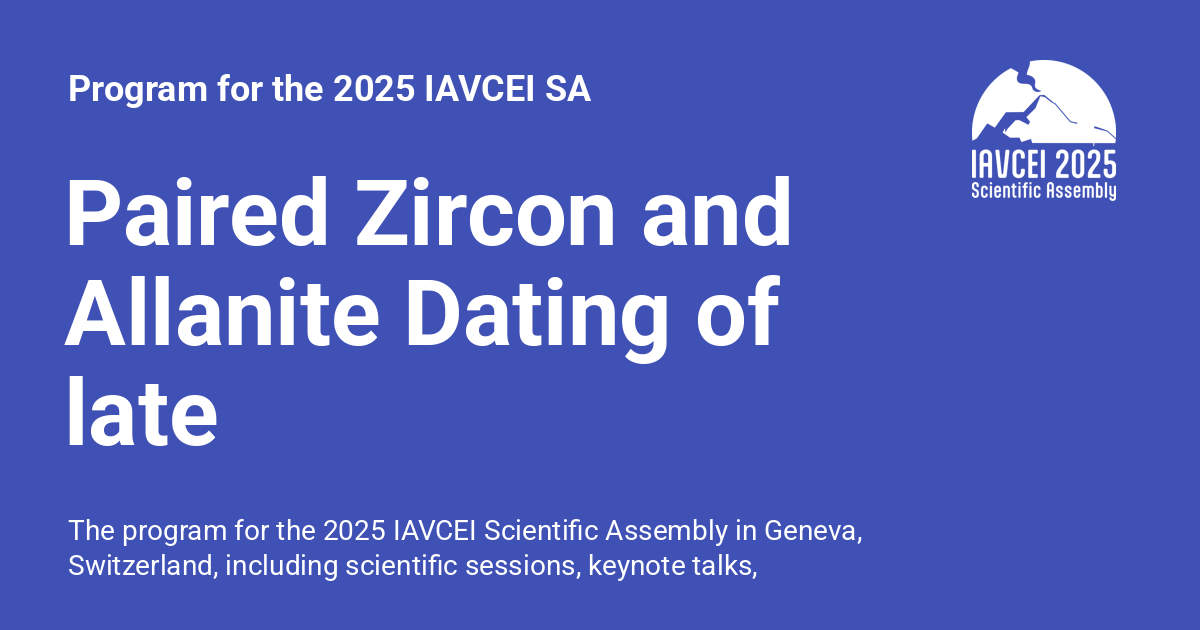 Program for the 2025 IAVCEI SA
IAVCEI 2025
Scientific Assembly
Paired Zircon and
Allanite Dating of
late
The program for the 2025 IAVCEI Scientific Assembly in Geneva,
Switzerland, including scientific sessions, keynote talks,